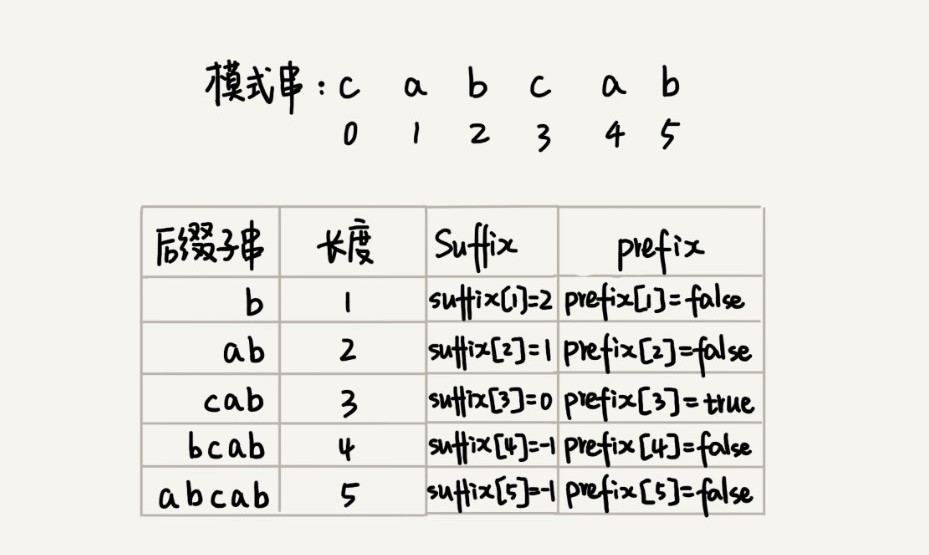 模式串: c a b c a b
0 1 2 3 4 5
后缀子串 长度 Suffix prefix
b 1 suffix[1]=2 prefix[1]=false
ab 2 suffix[2]=1 prefix[2]=false
cab 3 suffix[3]=0 prefix[3]=true
bcab 4 suffix[4]=-1 prefix[4]=false
abcab 5 suffix[5]=-1 prefix[5]=false